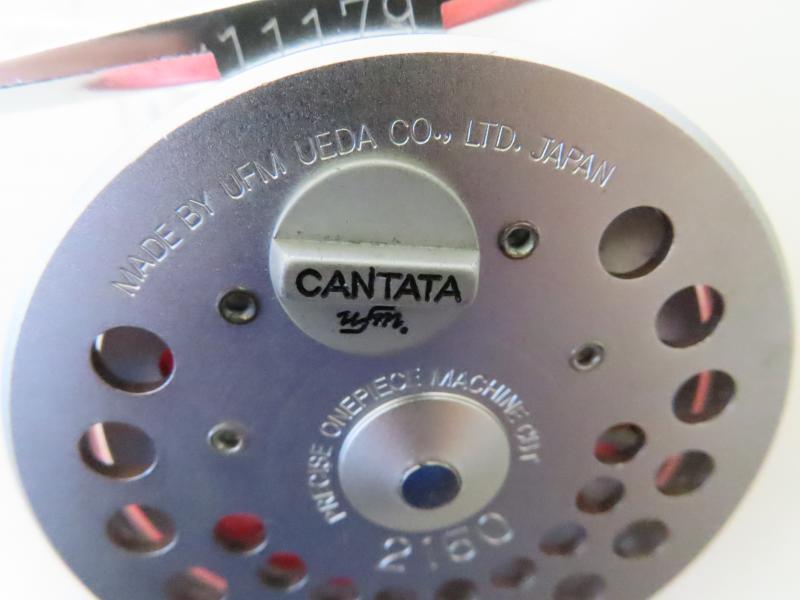 11179
MADE BY UFM UEDA CO., LTD. JAPAN
CANTATA
ufm.
PRECISE ONEPIECE MACHINE CUT
2160